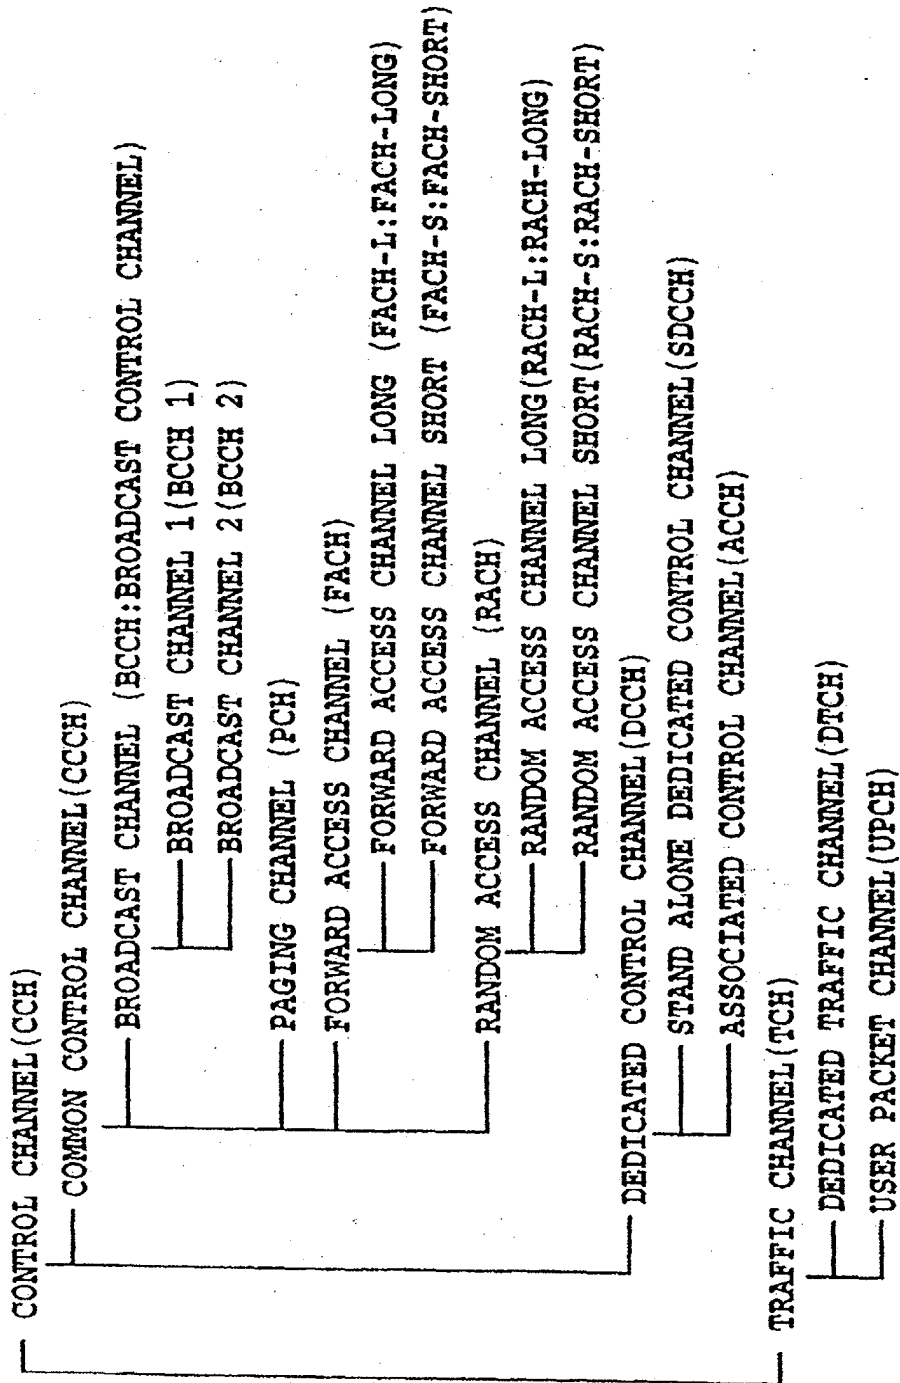 CONTROL CHANNEL(CCH)
COMMON CONTROL CHANNEL(CCCH)
BROADCAST CHANNEL (BCCH:BROADCAST CONTROL CHANNEL)
BROADCAST CHANNEL 1(BCCH 1)
BROADCAST CHANNEL 2(BCCH 2)
PAGING CHANNEL (PCH)
FORWARD ACCESS CHANNEL (FACH)
FORWARD ACCESS CHANNEL LONG (FACH-L:FACH-LONG)
FORWARD ACCESS CHANNEL SHORT (FACH-S:FACH-SHORT)
RANDOM ACCESS CHANNEL (RACH)
RANDOM ACCESS CHANNEL LONG(RACH-L:RACH-LONG)
RANDOM ACCESS CHANNEL SHORT(RACH-S:RACH-SHORT)
DEDICATED CONTROL CHANNEL(DCCH)
STAND ALONE DEDICATED CONTROL CHANNEL(SDCCH)
ASSOCIATED CONTROL CHANNEL(ACCH)
TRAFFIC CHANNEL(TCH)
DEDICATED TRAFFIC CHANNEL(DTCH)
USER PACKET CHANNEL(UPCH)